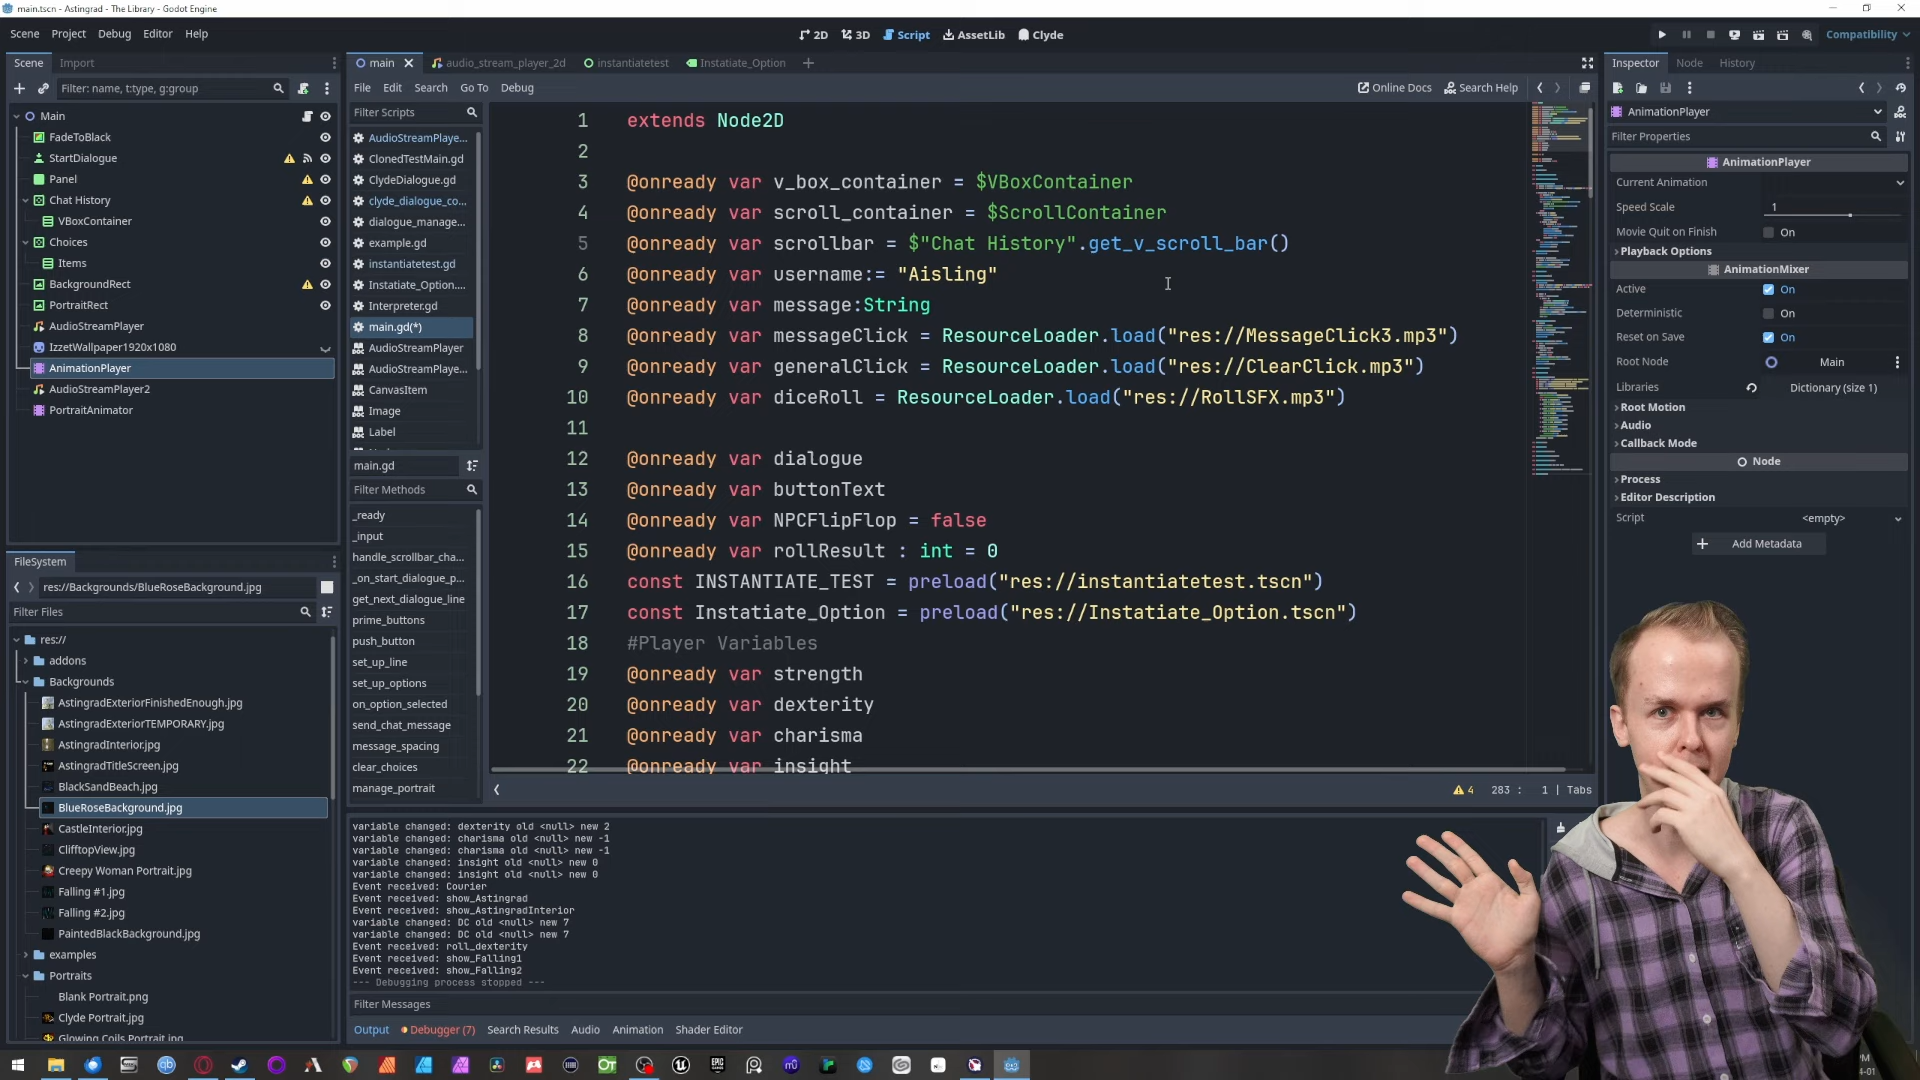 main.tscn - Astingrad - The Library - Godot Engine
Scene Project Debug Editor Help
2D 3D Script AssetLib Clyde
Compatibility
Scene Import
Filter: name, t:type, g:group
Main
FadeToBlack
StartDialogue
Panel
Chat History
VBoxContainer
Choices
Items
BackgroundRect
PortraitRect
AudioStreamPlayer
IzzetWallpaper1920x1080
AnimationPlayer
AudioStreamPlayer2
PortraitAnimator
FileSystem
res://Backgrounds/BlueRoseBackground.jpg
Filter Files
res://
addons
Backgrounds
AstingradExteriorFinishedEnough.jpg
AstingradExteriorTEMPORARY.jpg
AstingradInterior.jpg
AstingradTitleScreen.jpg
BlackSandBeach.jpg
BlueRoseBackground.jpg
CastleInterior.jpg
ClifftopView.jpg
Creepy Woman Portrait.jpg
Falling #1.jpg
Falling #2.jpg
PaintedBlackBackground.jpg
examples
Portraits
Blank Portrait.png
Clyde Portrait.jpg
Glowing Coils Portrait.jpg
main audio_stream_player_2d instantiatetest Instatiate_Option
File Edit Search Go To Debug
Online Docs Search Help
Filter Scripts
AudioStreamPlaye...
ClonedTestMain.gd
ClydeDialogue.gd
clyde_dialogue_co...
dialogue_manage...
example.gd
instantiatetest.gd
Instatiate_Option....
Interpreter.gd
main.gd(*)
AudioStreamPlayer
AudioStreamPlaye...
CanvasItem
Image
Label
main.gd
Filter Methods
_ready
_input
handle_scrollbar_cha...
_on_start_dialogue_p...
get_next_dialogue_line
prime_buttons
push_button
set_up_line
set_up_options
on_option_selected
send_chat_message
message_spacing
clear_choices
manage_portrait
1 extends Node2D
2
3 @onready var v_box_container = $VBoxContainer
4 @onready var scroll_container = $ScrollContainer
5 @onready var scrollbar = $"Chat History".get_v_scroll_bar()
6 @onready var username:= "Aisling"
7 @onready var message:String
8 @onready var messageClick = ResourceLoader.load("res://MessageClick3.mp3")
9 @onready var generalClick = ResourceLoader.load("res://ClearClick.mp3")
10 @onready var diceRoll = ResourceLoader.load("res://RollSFX.mp3")
11
12 @onready var dialogue
13 @onready var buttonText
14 @onready var NPCFlipFlop = false
15 @onready var rollResult : int = 0
16 const INSTANTIATE_TEST = preload("res://instantiatetest.tscn")
17 const Instatiate_Option = preload("res://Instatiate_Option.tscn")
18 #Player Variables
19 @onready var strength
20 @onready var dexterity
21 @onready var charisma
22 @onready var insight
4 283 : 1 | Tabs
variable changed: dexterity old <null> new 2
variable changed: charisma old <null> new -1
variable changed: charisma old <null> new -1
variable changed: insight old <null> new 0
variable changed: insight old <null> new 0
Event received: Courier
Event received: show_Astingrad
Event received: show_AstingradInterior
variable changed: DC old <null> new 7
variable changed: DC old <null> new 7
Event received: roll_dexterity
Event received: show_Falling1
Event received: show_Falling2
--- Debugging process stopped ---
Filter Messages
Output Debugger (7) Search Results Audio Animation Shader Editor
Inspector Node History
AnimationPlayer
Filter Properties
AnimationPlayer
Current Animation
Speed Scale 1
Movie Quit on Finish On
Playback Options
AnimationMixer
Active On
Deterministic On
Reset on Save On
Root Node Main
Libraries Dictionary (size 1)
Root Motion
Audio
Callback Mode
Node
Process
Editor Description
Script <empty>
Add Metadata